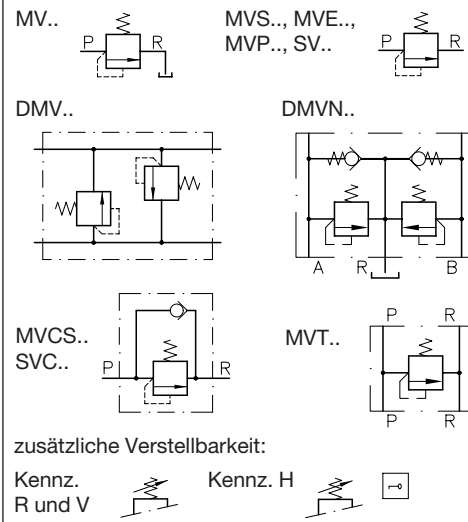 MV..
P R
MVS.., MVE..,
MVP.., SV..
P R
DMV..
DMVN..
A R B
MVCS..
SVC..
P R
MVT..
P R
P R
zusätzliche Verstellbarkeit:
Kennz.
R und V
Kennz. H